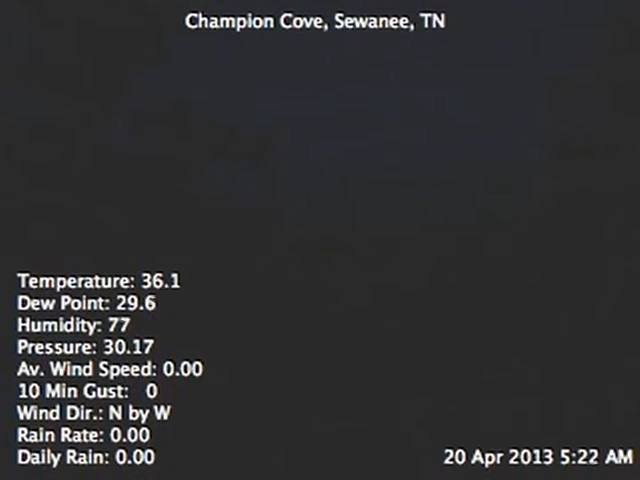 Champion Cove, Sewanee, TN
Temperature: 36.1
Dew Point: 29.6
Humidity: 77
Pressure: 30.17
Av. Wind Speed: 0.00
10 Min Gust:   0
Wind Dir.: N by W
Rain Rate: 0.00
Daily Rain: 0.00
20 Apr 2013 5:22 AM